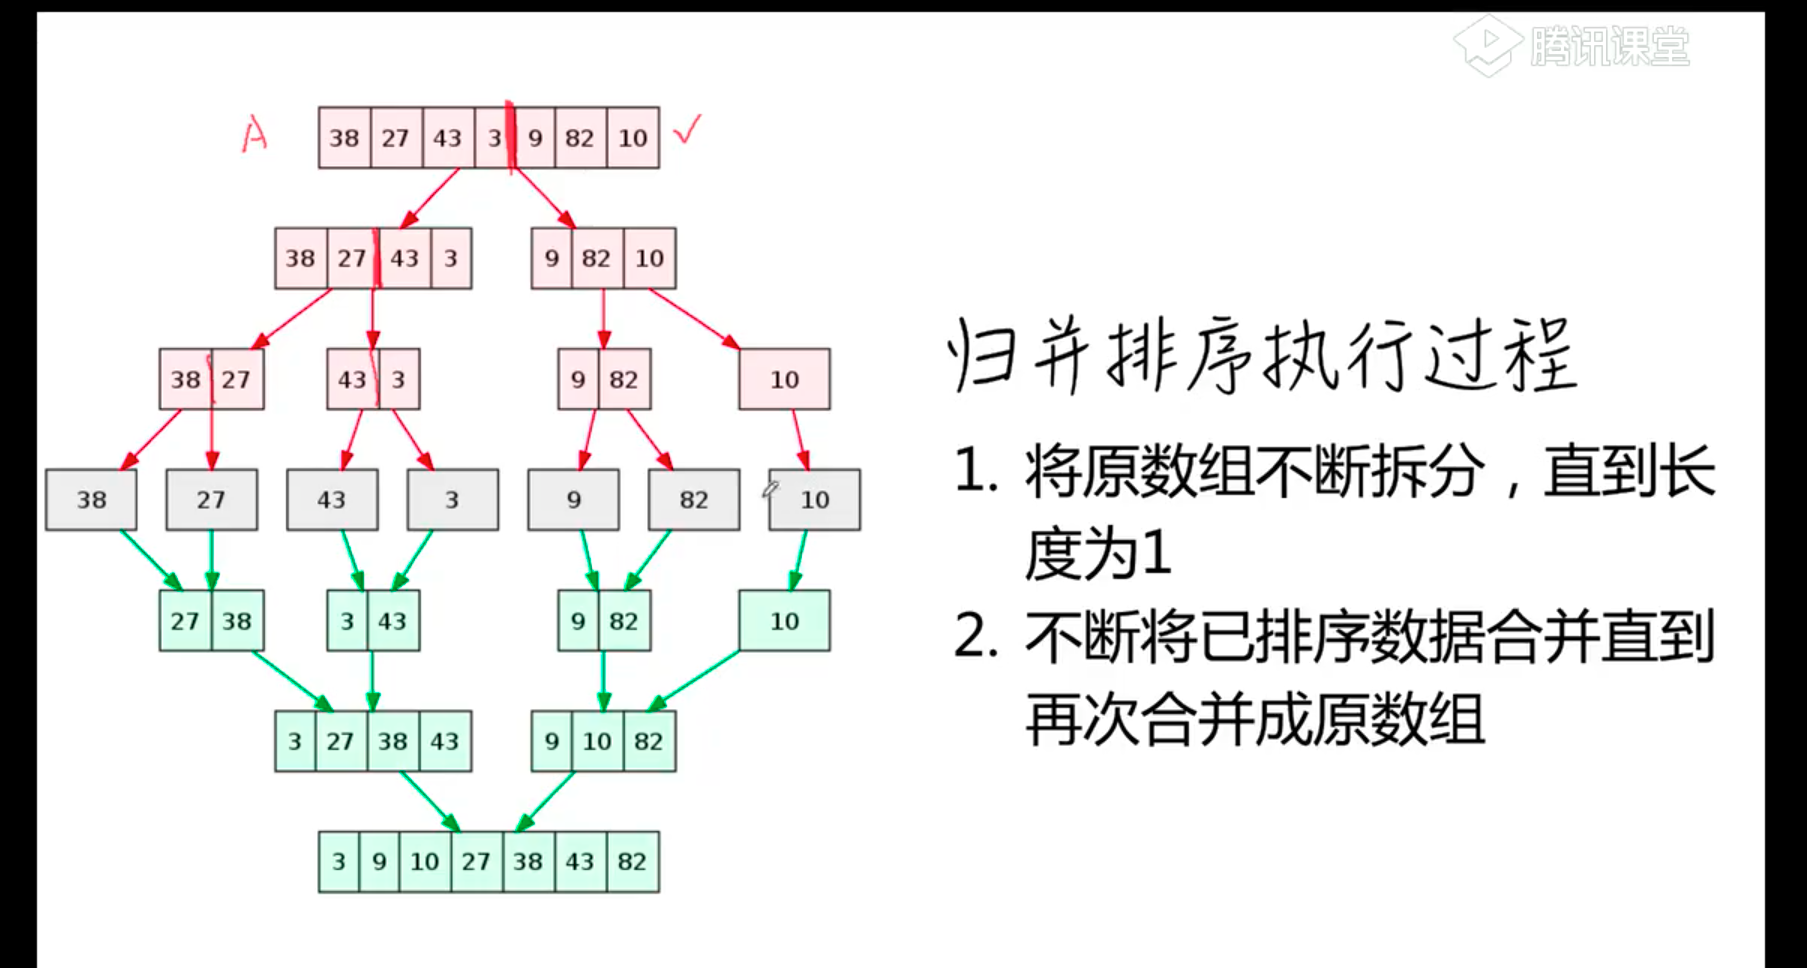 腾讯课堂
A
38 27 43 3 9 82 10
38 27 43 3
9 82 10
38 27
43 3
9 82
10
38
27
43
3
9
82
10
27 38
3 43
9 82
10
3 27 38 43
9 10 82
3 9 10 27 38 43 82
归并排序执行过程
1. 将原数组不断拆分，直到长
度为1
2. 不断将已排序数据合并直到
再次合并成原数组